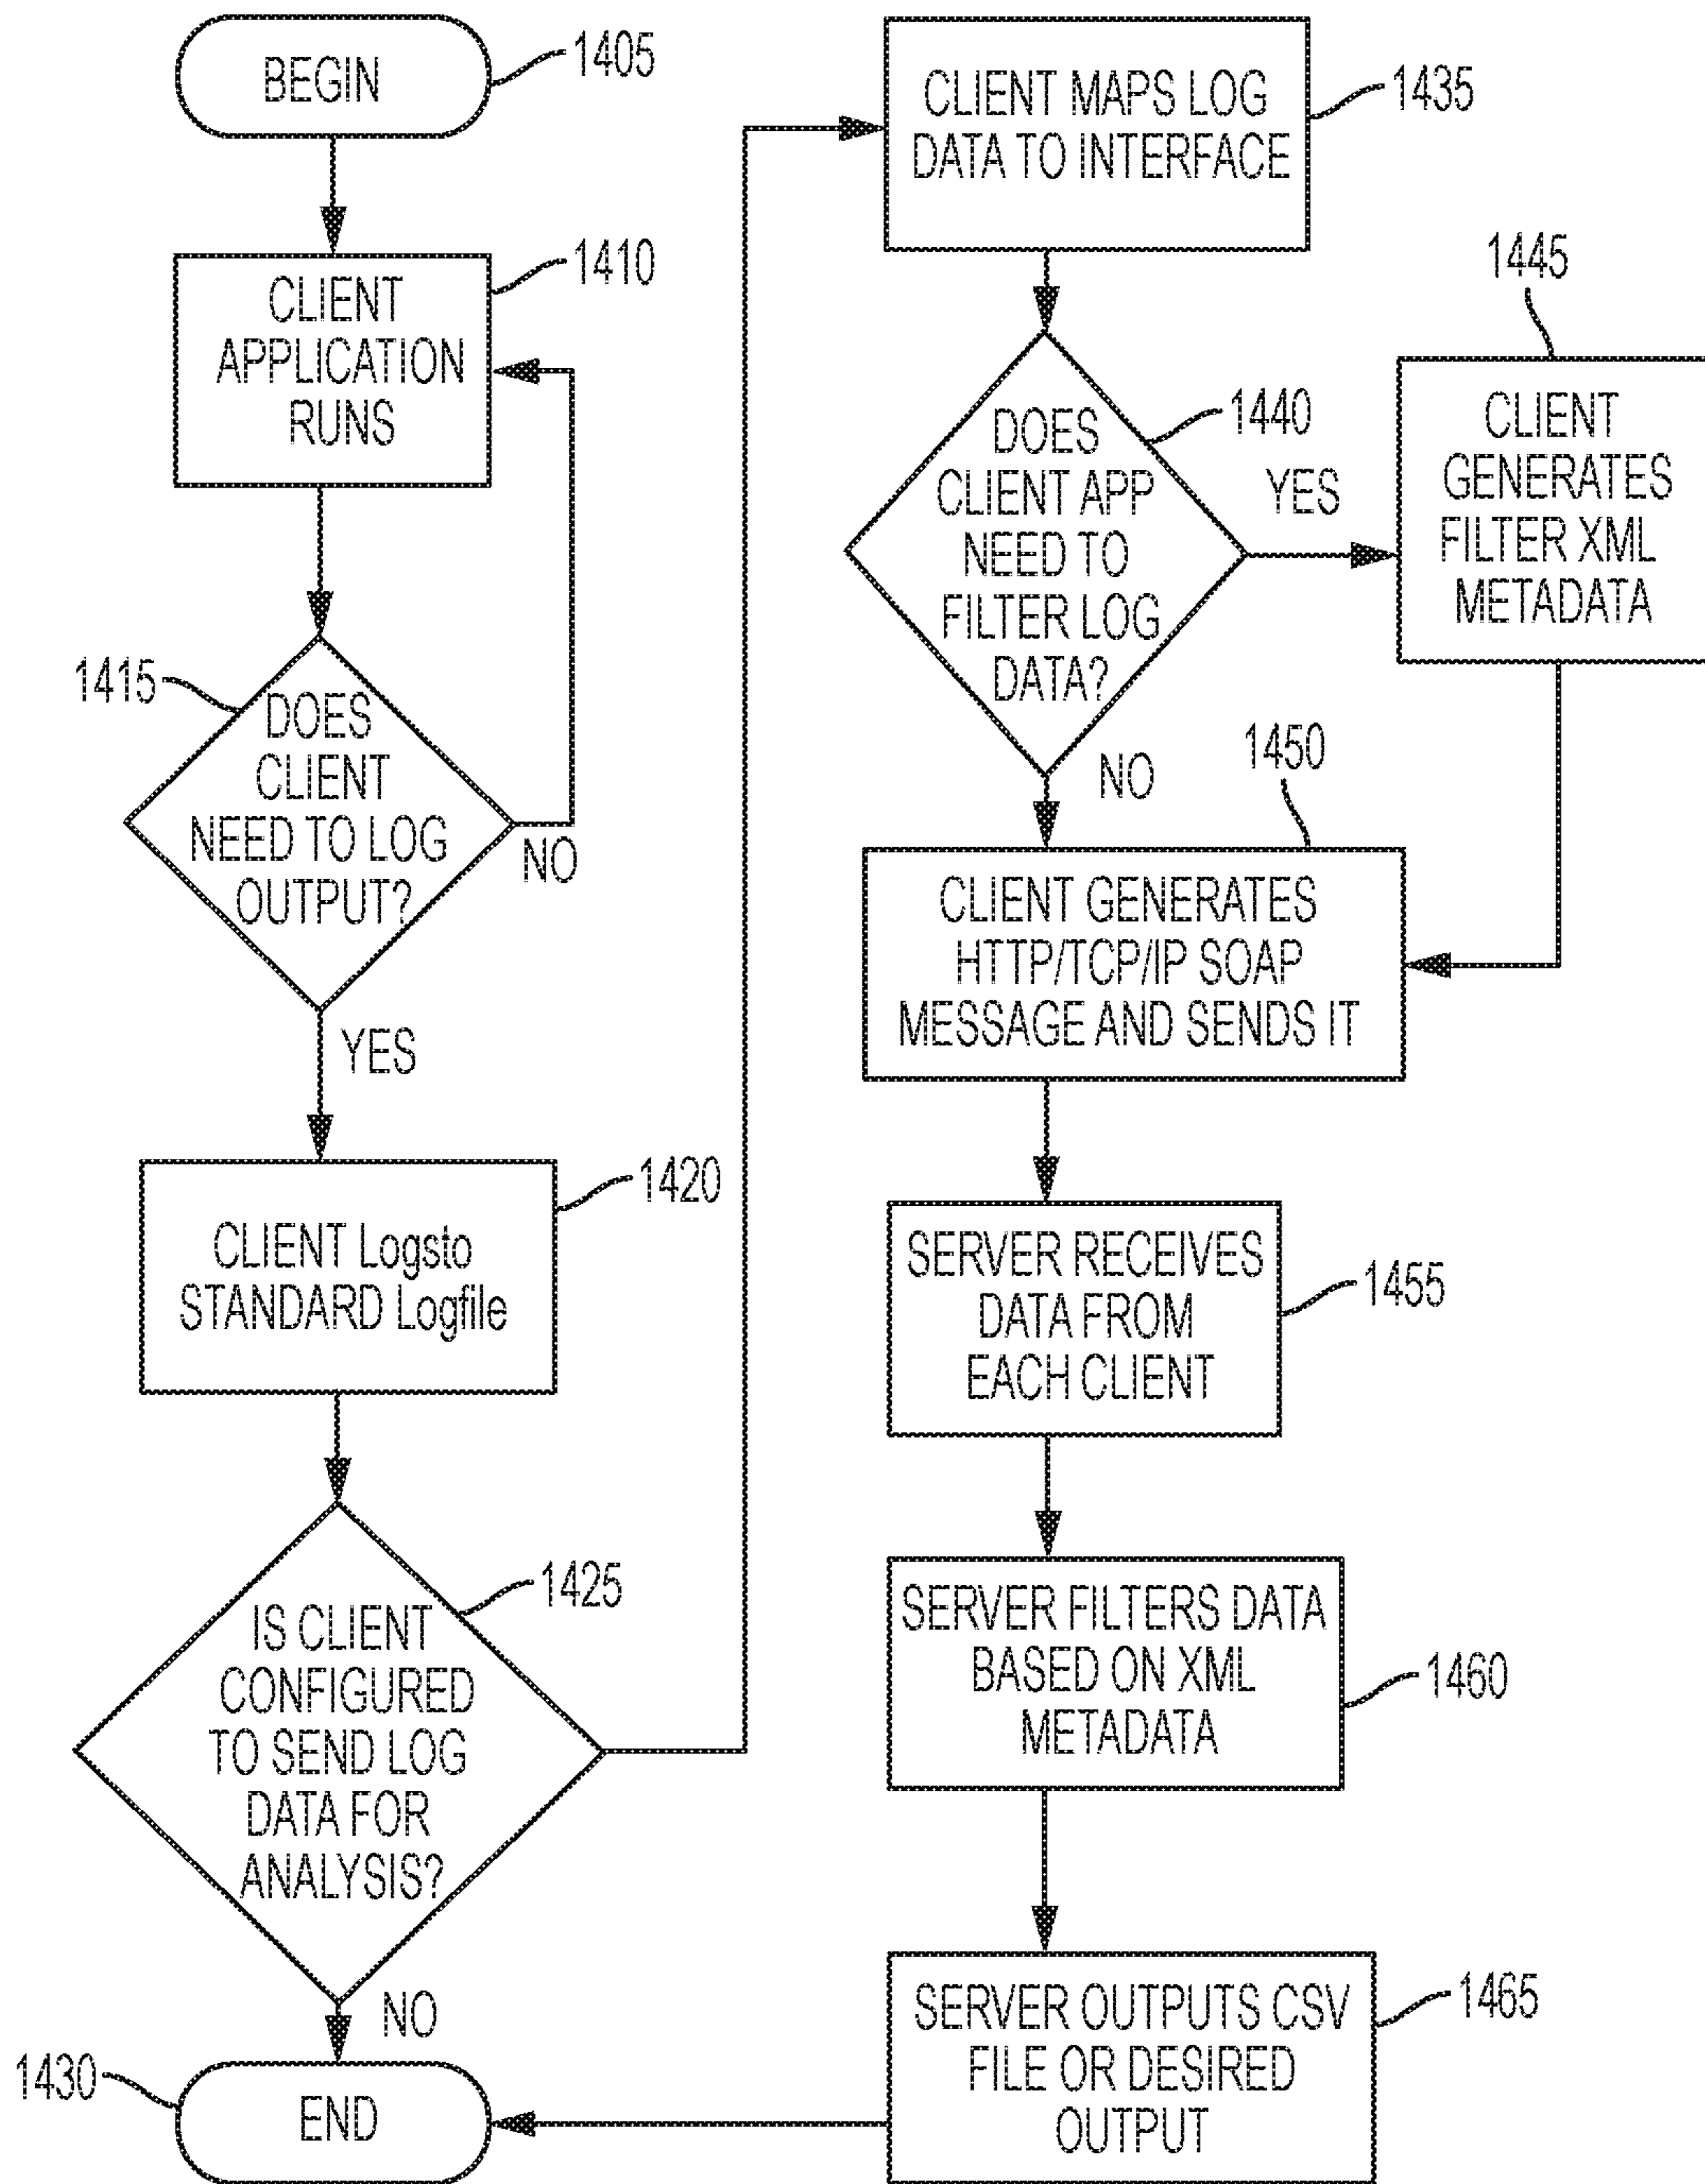 BEGIN
1405
CLIENT
APPLICATION
RUNS
1410
1415
DOES
CLIENT
NEED TO LOG
OUTPUT?
NO
YES
CLIENT Logsto
STANDARD Logfile
1420
IS CLIENT
CONFIGURED
TO SEND LOG
DATA FOR
ANALYSIS?
1425
NO
1430
END
CLIENT MAPS LOG
DATA TO INTERFACE
1435
DOES
CLIENT APP
NEED TO
FILTER LOG
DATA?
1440
YES
1445
CLIENT
GENERATES
FILTER XML
METADATA
NO
1450
CLIENT GENERATES
HTTP/TCP/IP SOAP
MESSAGE AND SENDS IT
SERVER RECEIVES
DATA FROM
EACH CLIENT
1455
SERVER FILTERS DATA
BASED ON XML
METADATA
1460
SERVER OUTPUTS CSV
FILE OR DESIRED
OUTPUT
1465